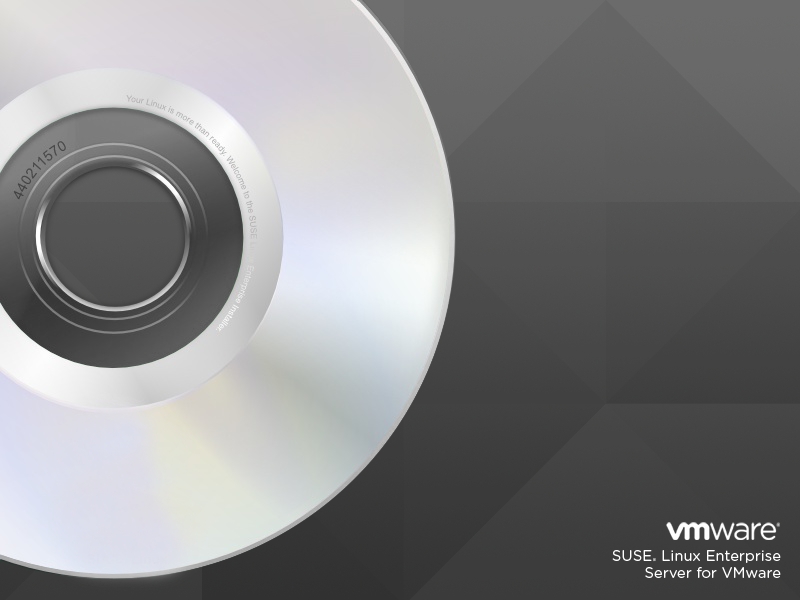 Your Linux is more than ready. Welcome to the SUSE Linux Enterprise Installer
440211570
vmware®
SUSE® Linux Enterprise
Server for VMware